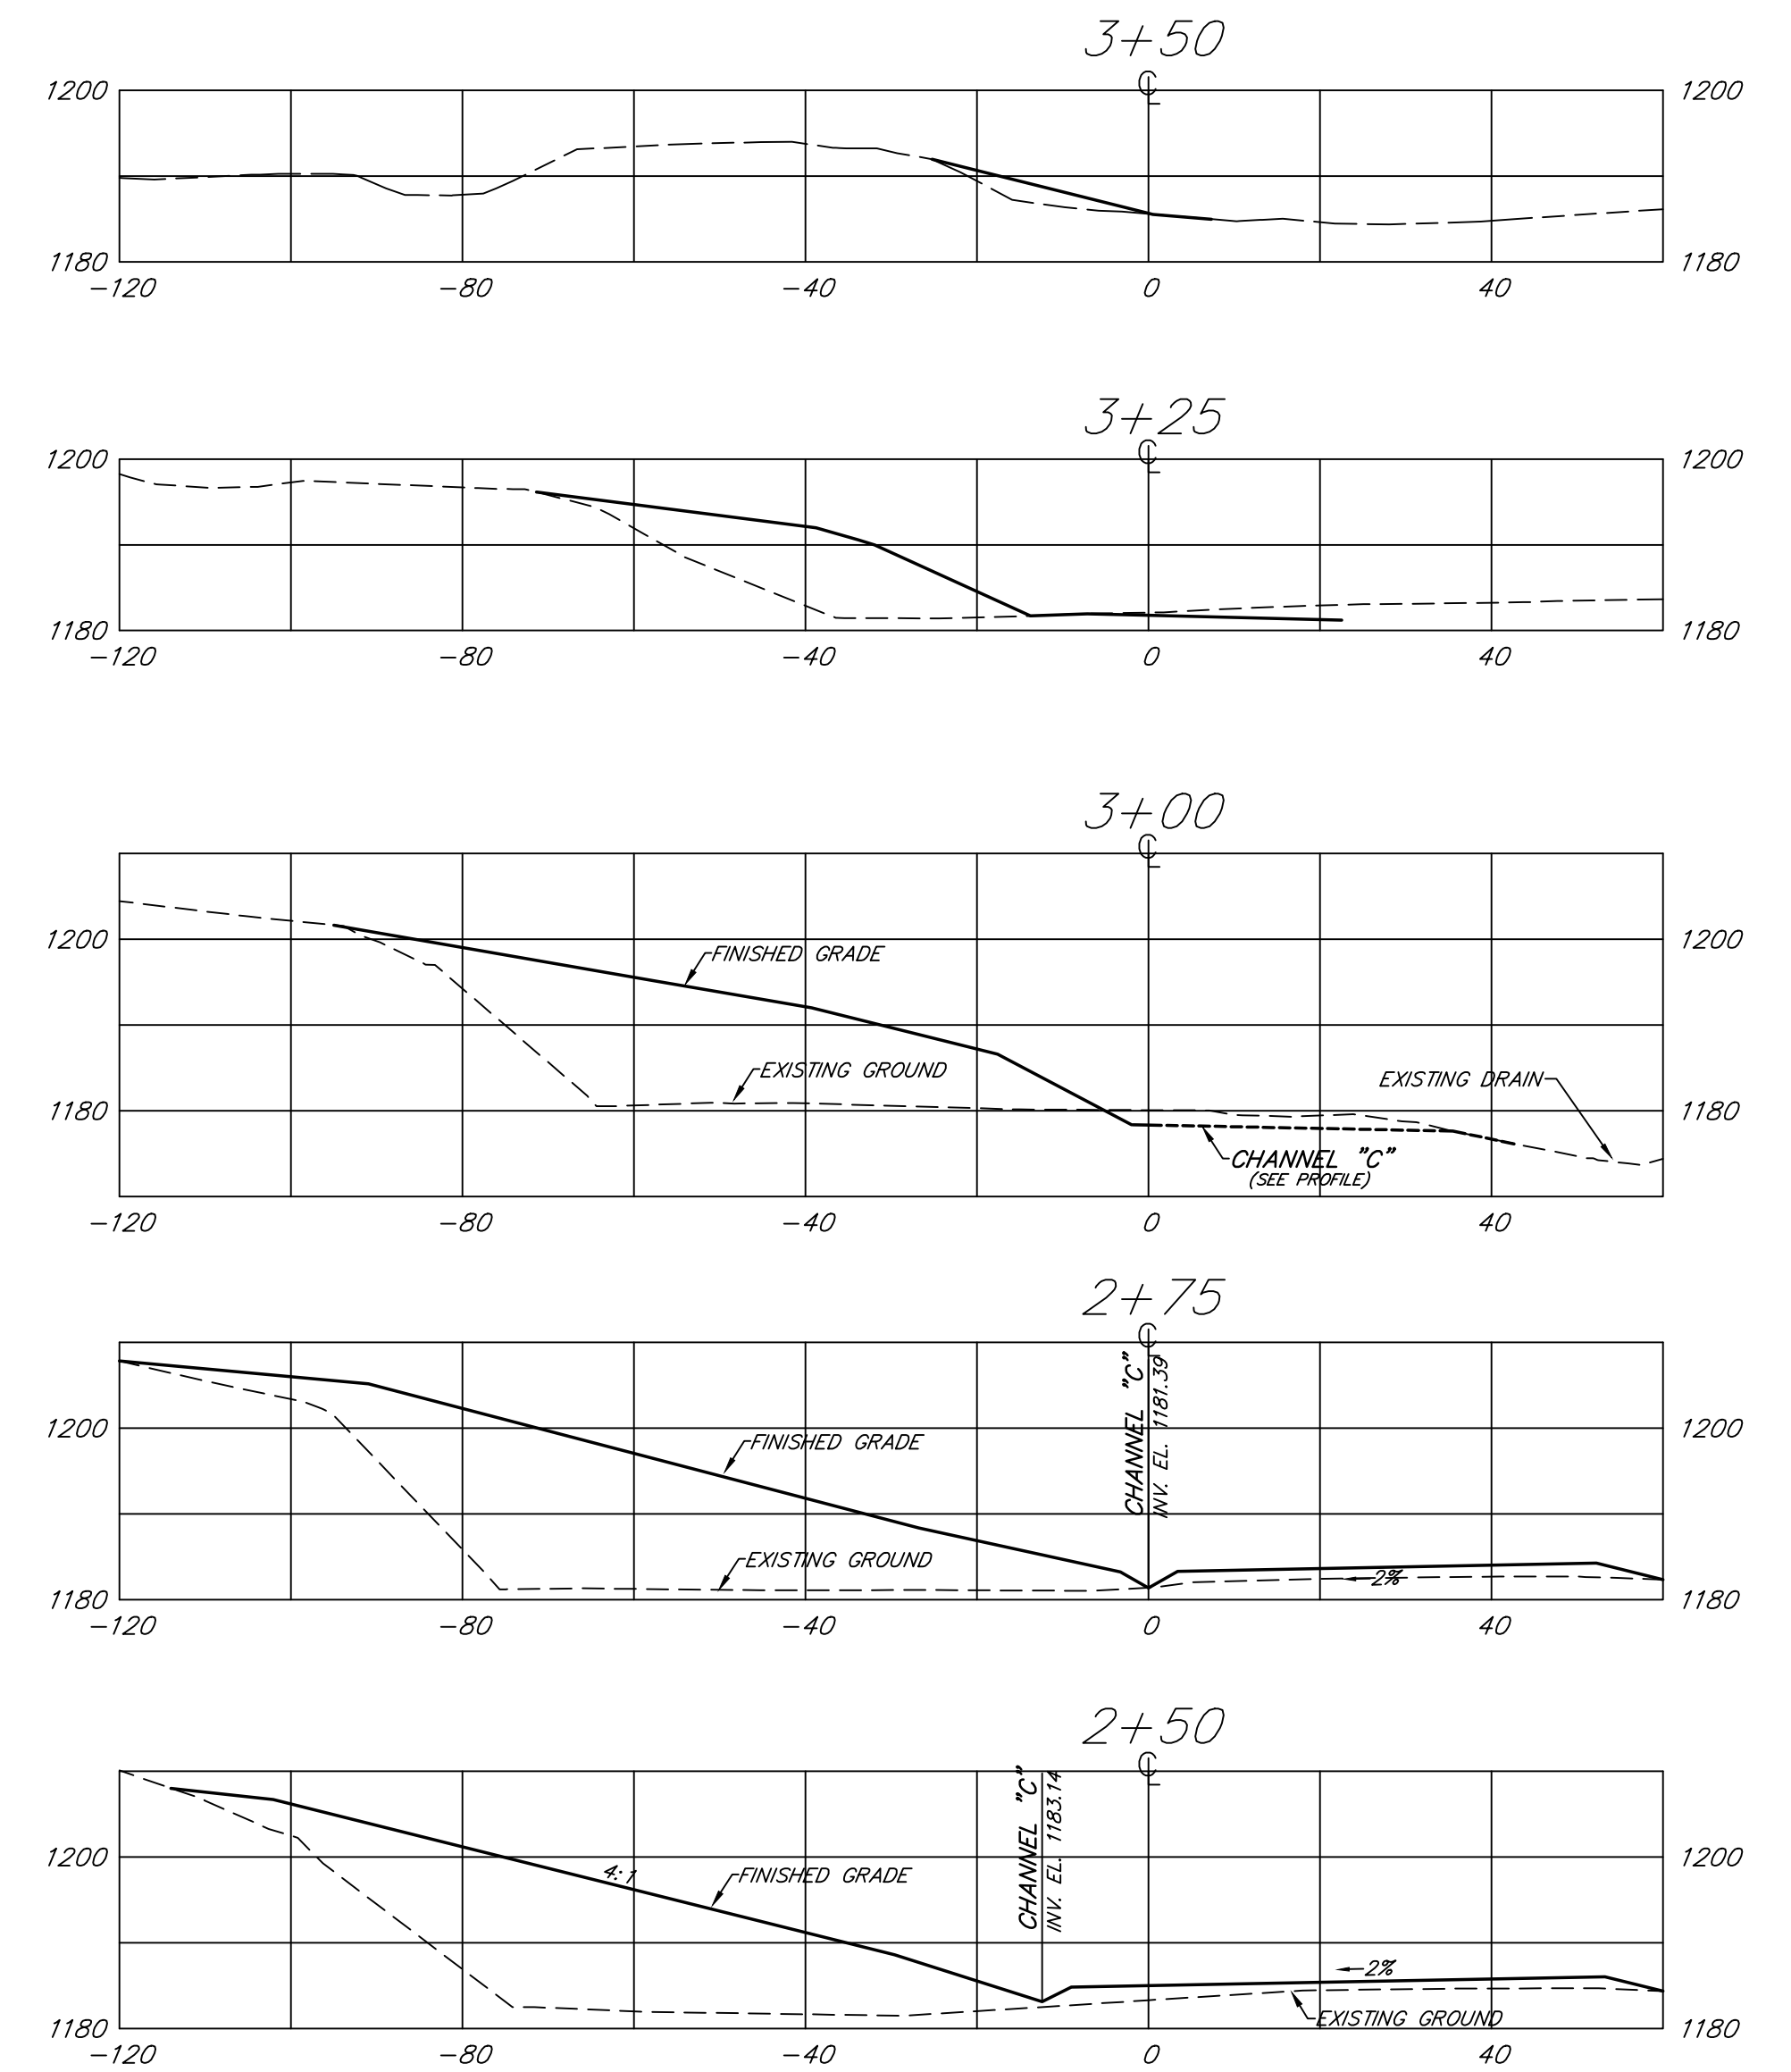 3+50
℄
1200 1200
1180 1180
-120 -80 -40 0 40
3+25
℄
1200 1200
1180 1180
-120 -80 -40 0 40
3+00
℄
1200 1200
FINISHED GRADE
EXISTING GROUND
EXISTING DRAIN
1180 1180
CHANNEL "C"
(SEE PROFILE)
-120 -80 -40 0 40
2+75
℄
CHANNEL "C"
INV. EL. 1181.39
1200 1200
FINISHED GRADE
EXISTING GROUND
2%
1180 1180
-120 -80 -40 0 40
2+50
℄
CHANNEL "C"
INV. EL. 1183.14
1200 1200
4:1
FINISHED GRADE
2%
EXISTING GROUND
1180 1180
-120 -80 -40 0 40